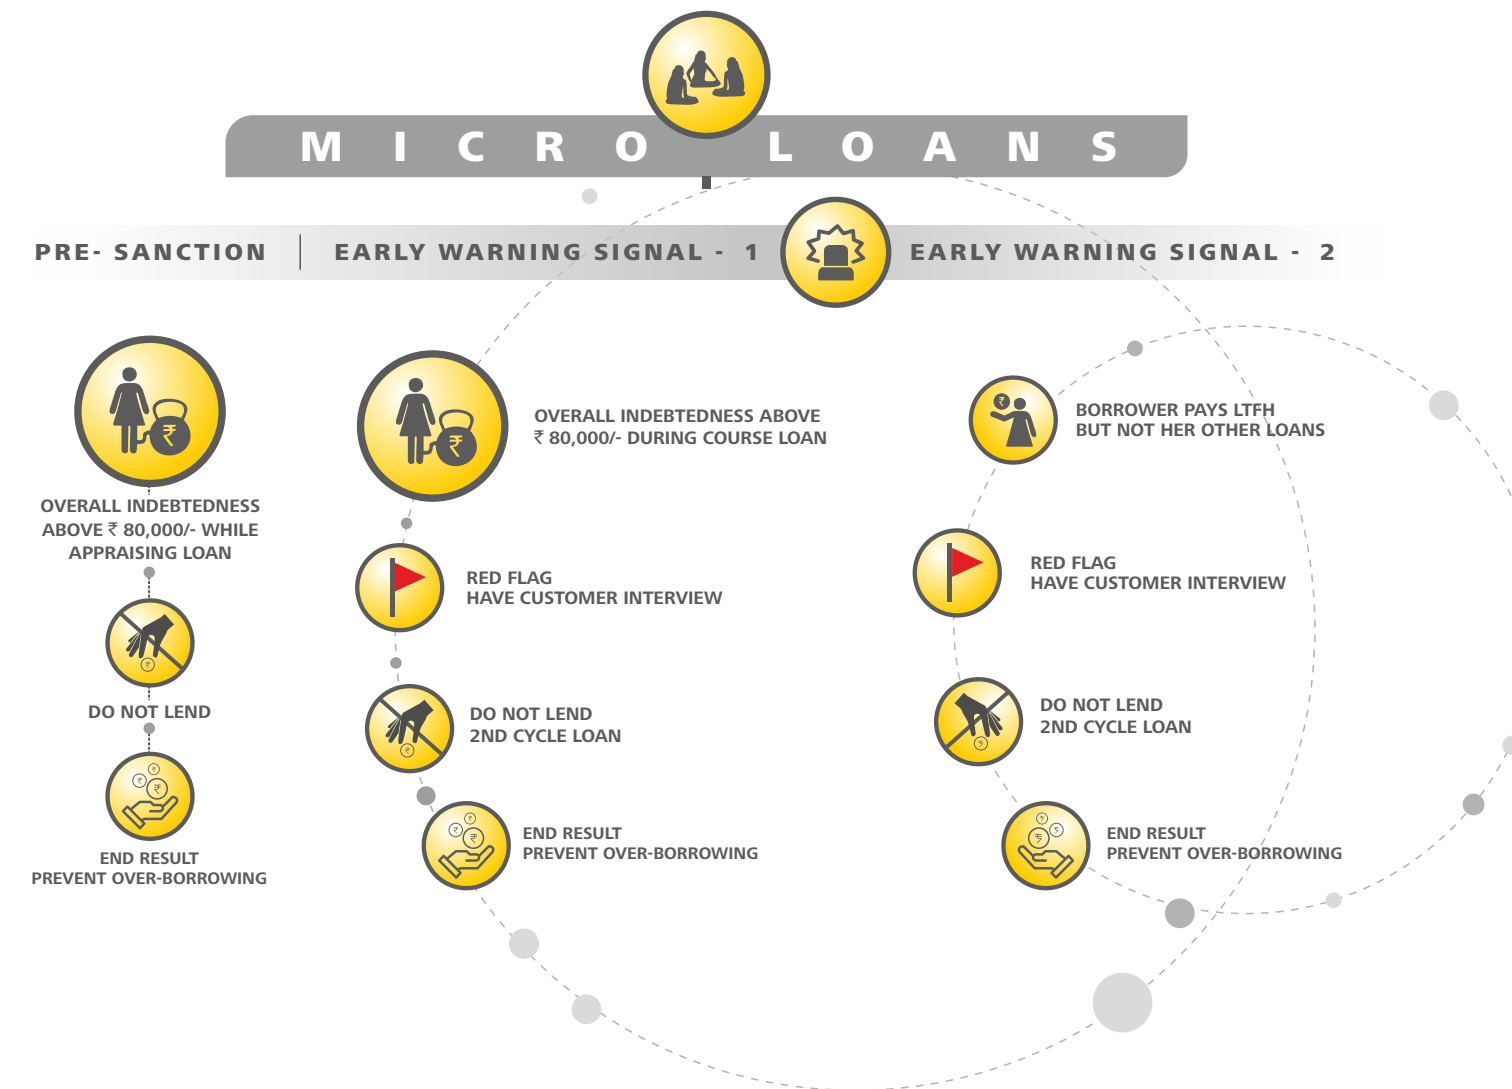 MICRO LOANS
PRE- SANCTION
EARLY WARNING SIGNAL - 1
EARLY WARNING SIGNAL - 2
OVERALL INDEBTEDNESS
ABOVE ₹ 80,000/- WHILE
APPRAISING LOAN
DO NOT LEND
END RESULT
PREVENT OVER-BORROWING
OVERALL INDEBTEDNESS ABOVE
₹ 80,000/- DURING COURSE LOAN
RED FLAG
HAVE CUSTOMER INTERVIEW
DO NOT LEND
2ND CYCLE LOAN
END RESULT
PREVENT OVER-BORROWING
BORROWER PAYS LTFH
BUT NOT HER OTHER LOANS
RED FLAG
HAVE CUSTOMER INTERVIEW
DO NOT LEND
2ND CYCLE LOAN
END RESULT
PREVENT OVER-BORROWING